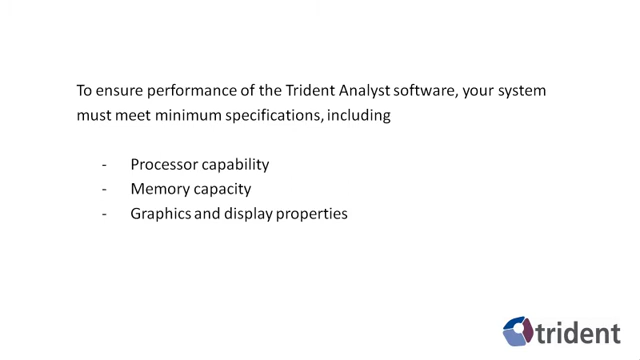 To ensure performance of the Trident Analyst software, your system
must meet minimum specifications, including
- Processor capability
- Memory capacity
- Graphics and display properties
trident